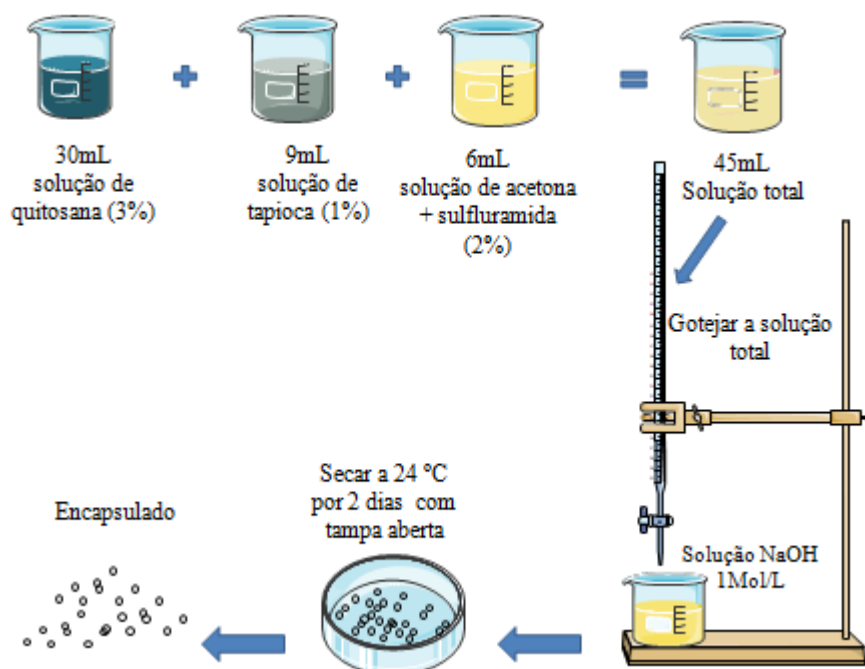 30mL
solução de
quitosana (3%)
9mL
solução de
tapioca (1%)
6mL
solução de acetona
+ sulfluramida
(2%)
45mL
Solução total
Gotejar a solução
total
Solução NaOH
1Mol/L
Secar a 24 ºC
por 2 dias com
tampa aberta
Encapsulado